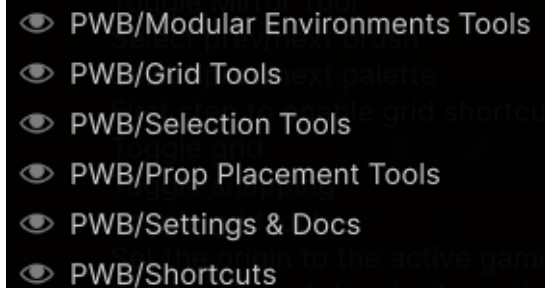 PWB/Modular Environments Tools
PWB/Grid Tools
PWB/Selection Tools
PWB/Prop Placement Tools
PWB/Settings & Docs
PWB/Shortcuts